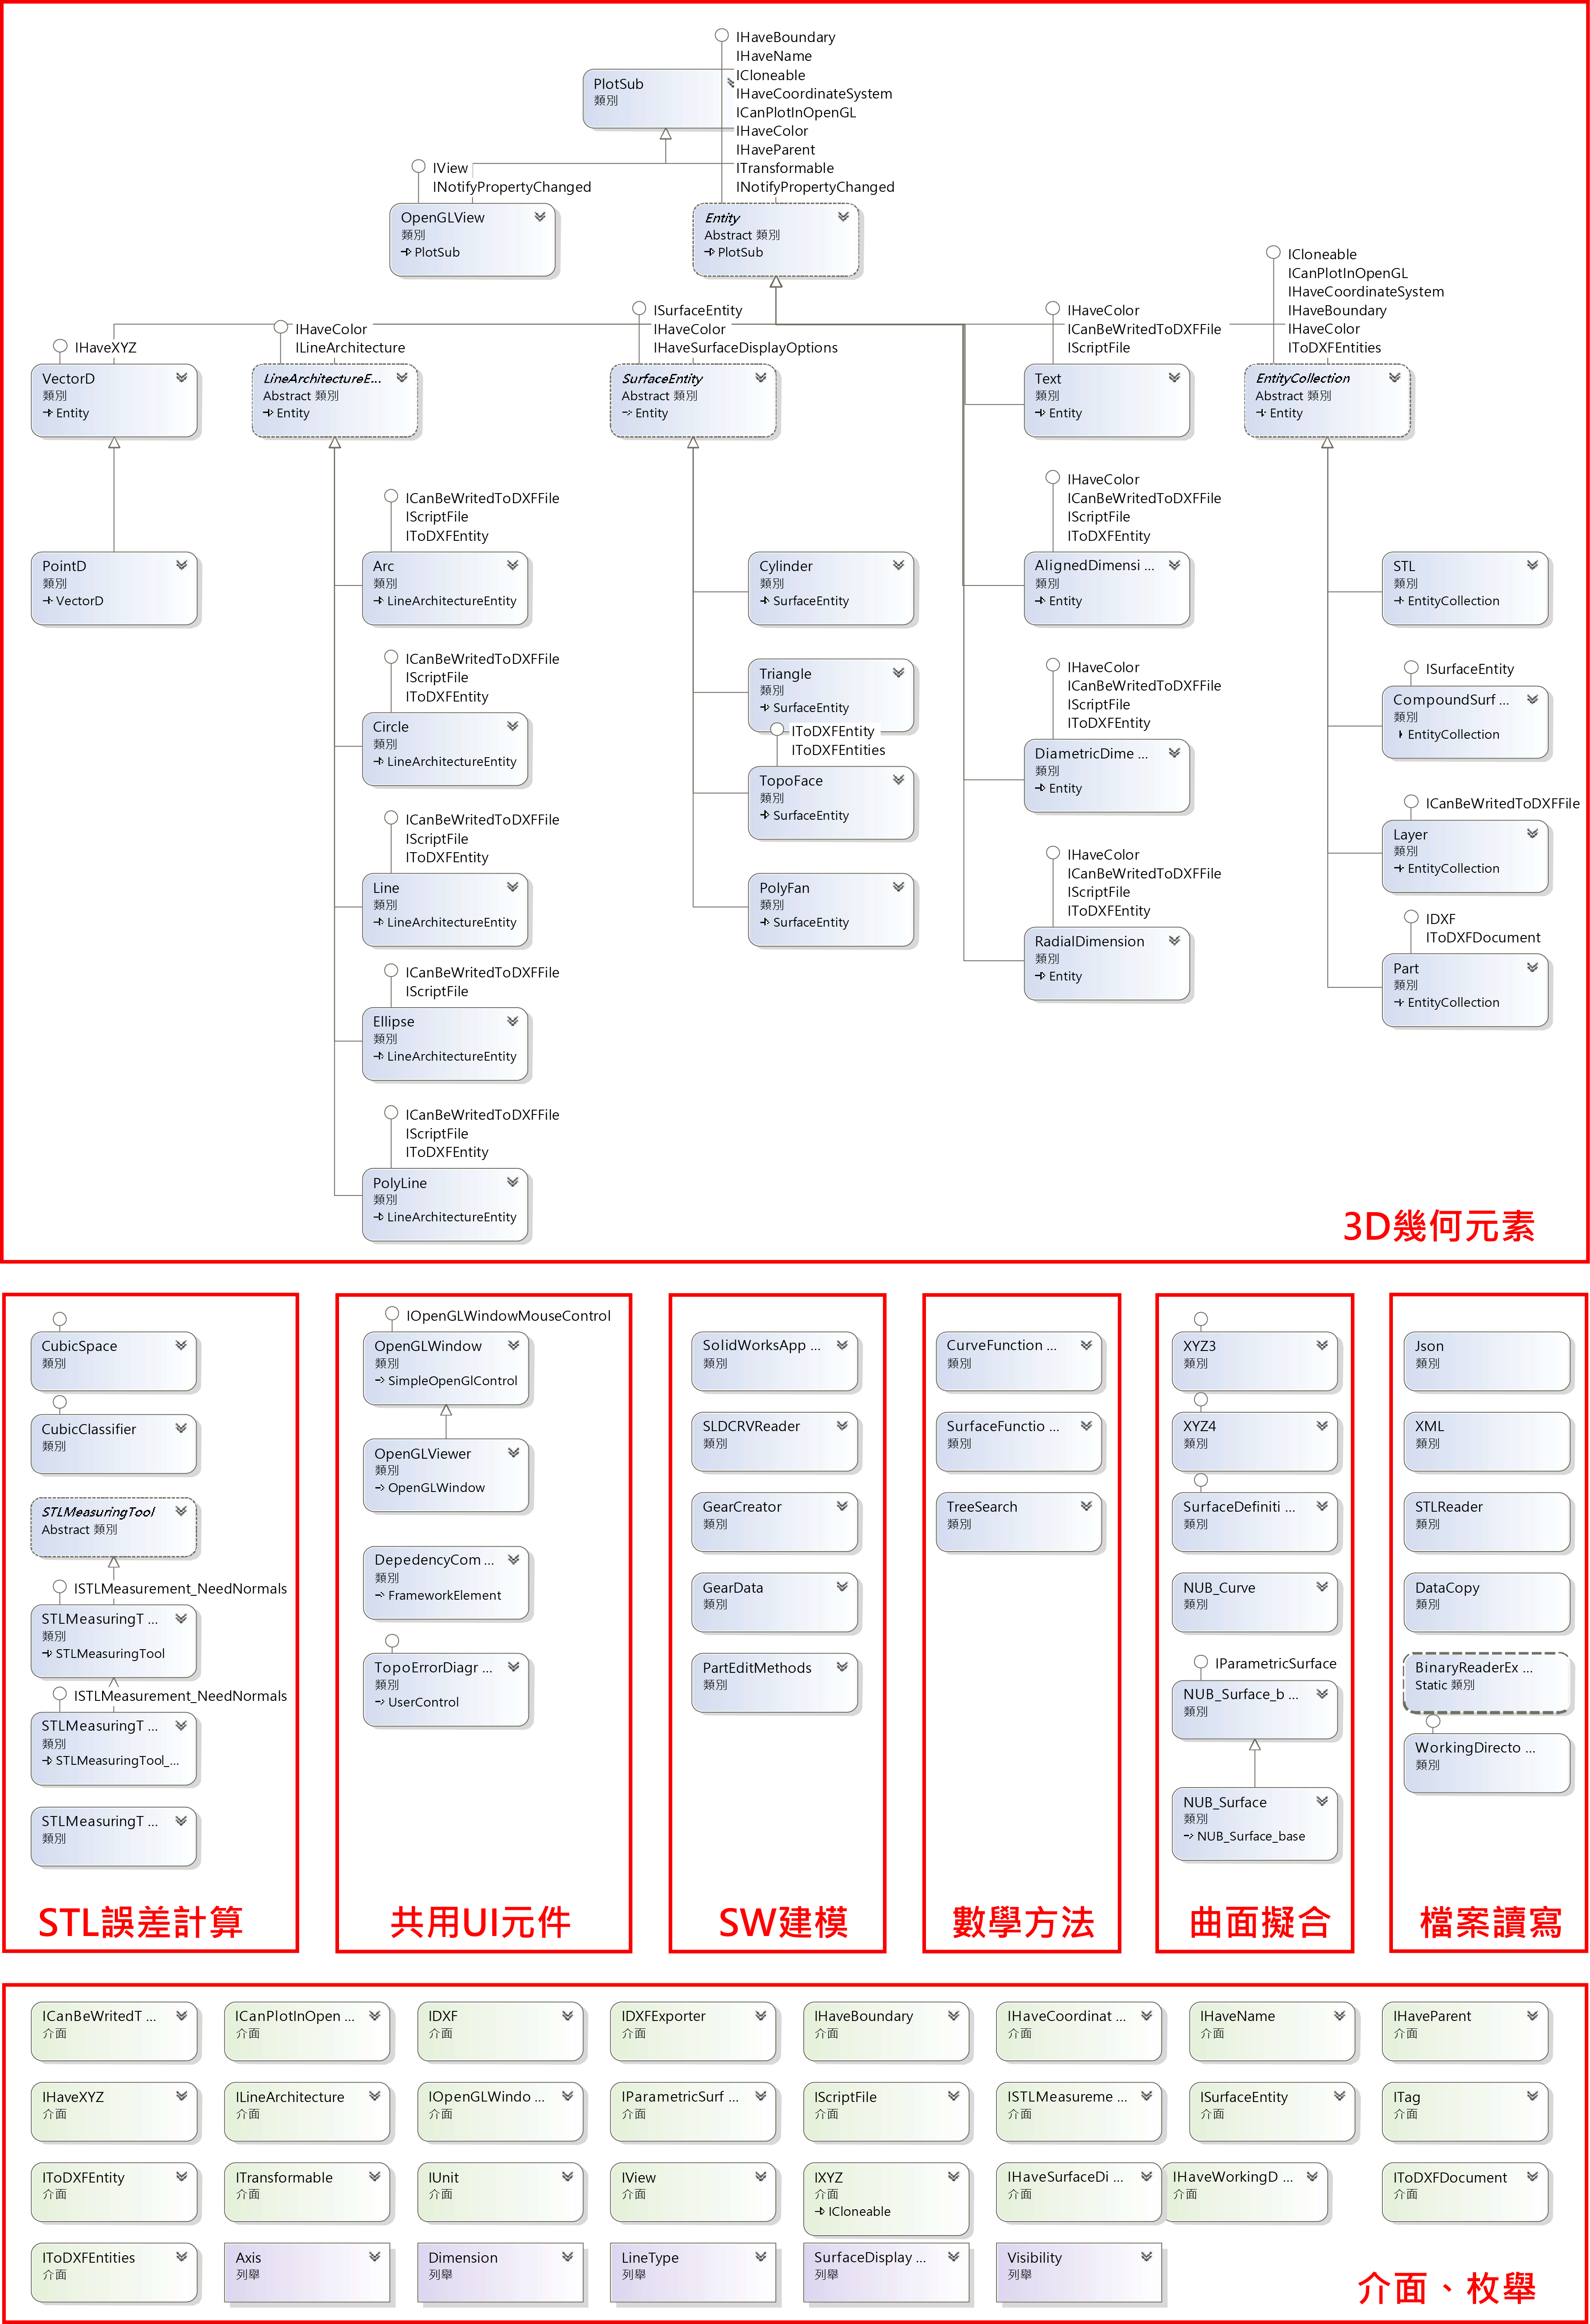 IHaveBoundary
IHaveName
ICloneable
IHaveCoordinateSystem
ICanPlotInOpenGL
IHaveColor
IHaveParent
ITransformable
INotifyPropertyChanged
PlotSub
類別
IView
INotifyPropertyChanged
OpenGLView
類別
PlotSub
Entity
Abstract 類別
PlotSub
ICloneable
ICanPlotInOpenGL
IHaveCoordinateSystem
IHaveBoundary
IHaveColor
IToDXFEntities
IHaveXYZ
VectorD
類別
Entity
IHaveColor
ILineArchitecture
LineArchitectureE...
Abstract 類別
Entity
ISurfaceEntity
IHaveColor
IHaveSurfaceDisplayOptions
SurfaceEntity
Abstract 類別
Entity
IHaveColor
ICanBeWritedToDXFFile
IScriptFile
Text
類別
Entity
EntityCollection
Abstract 類別
Entity
PointD
類別
VectorD
ICanBeWritedToDXFFile
IScriptFile
IToDXFEntity
Arc
類別
LineArchitectureEntity
ICanBeWritedToDXFFile
IScriptFile
IToDXFEntity
Circle
類別
LineArchitectureEntity
ICanBeWritedToDXFFile
IScriptFile
IToDXFEntity
Line
類別
LineArchitectureEntity
ICanBeWritedToDXFFile
IScriptFile
Ellipse
類別
LineArchitectureEntity
ICanBeWritedToDXFFile
IScriptFile
IToDXFEntity
PolyLine
類別
LineArchitectureEntity
Cylinder
類別
SurfaceEntity
Triangle
類別
SurfaceEntity
IToDXFEntity
IToDXFEntities
TopoFace
類別
SurfaceEntity
PolyFan
類別
SurfaceEntity
IHaveColor
ICanBeWritedToDXFFile
IScriptFile
IToDXFEntity
AlignedDimensi ...
類別
Entity
IHaveColor
ICanBeWritedToDXFFile
IScriptFile
IToDXFEntity
DiametricDime ...
類別
Entity
IHaveColor
ICanBeWritedToDXFFile
IScriptFile
IToDXFEntity
RadialDimension
類別
Entity
STL
類別
EntityCollection
ISurfaceEntity
CompoundSurf ...
類別
EntityCollection
ICanBeWritedToDXFFile
Layer
類別
EntityCollection
IDXF
IToDXFDocument
Part
類別
EntityCollection
3D幾何元素
CubicSpace
類別
CubicClassifier
類別
STLMeasuringTool
Abstract 類別
ISTLMeasurement_NeedNormals
STLMeasuringT ...
類別
STLMeasuringTool
ISTLMeasurement_NeedNormals
STLMeasuringT ...
類別
STLMeasuringTool_...
STLMeasuringT ...
類別
STL誤差計算
IOpenGLWindowMouseControl
OpenGLWindow
類別
SimpleOpenGlControl
OpenGLViewer
類別
OpenGLWindow
DepedencyCom ...
類別
FrameworkElement
TopoErrorDiagr ...
類別
UserControl
共用UI元件
SolidWorksApp ...
類別
SLDCRVReader
類別
GearCreator
類別
GearData
類別
PartEditMethods
類別
SW建模
CurveFunction ...
類別
SurfaceFunctio ...
類別
TreeSearch
類別
數學方法
XYZ3
類別
XYZ4
類別
SurfaceDefiniti ...
類別
NUB_Curve
類別
IParametricSurface
NUB_Surface_b ...
類別
NUB_Surface
類別
NUB_Surface_base
曲面擬合
Json
類別
XML
類別
STLReader
類別
DataCopy
類別
BinaryReaderEx ...
Static 類別
WorkingDirecto ...
類別
檔案讀寫
ICanBeWritedT ...
介面
ICanPlotInOpen ...
介面
IDXF
介面
IDXFExporter
介面
IHaveBoundary
介面
IHaveCoordinat ...
介面
IHaveName
介面
IHaveParent
介面
IHaveXYZ
介面
ILineArchitecture
介面
IOpenGLWindo ...
介面
IParametricSurf ...
介面
IScriptFile
介面
ISTLMeasureme ...
介面
ISurfaceEntity
介面
ITag
介面
IToDXFEntity
介面
ITransformable
介面
IUnit
介面
IView
介面
IXYZ
介面
ICloneable
IHaveSurfaceDi ...
介面
IHaveWorkingD ...
介面
IToDXFDocument
介面
IToDXFEntities
介面
Axis
列舉
Dimension
列舉
LineType
列舉
SurfaceDisplay ...
列舉
Visibility
列舉
介面、枚舉